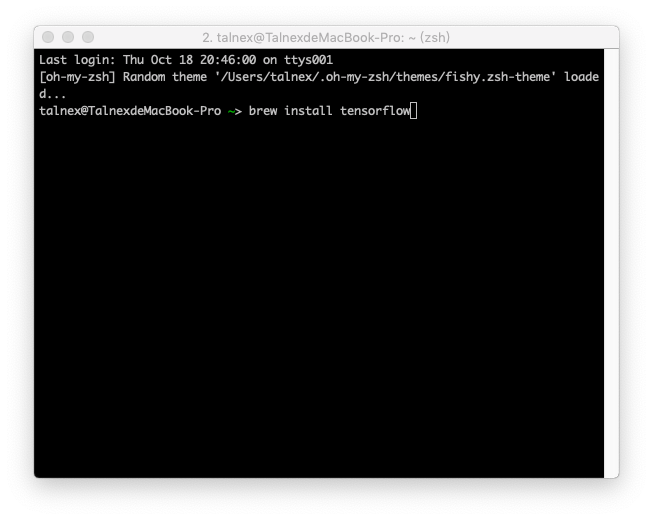 2. talnex@TalnexdeMacBook-Pro: ~ (zsh)
Last login: Thu Oct 18 20:46:00 on ttys001
[oh-my-zsh] Random theme '/Users/talnex/.oh-my-zsh/themes/fishy.zsh-theme' loade
d...
talnex@TalnexdeMacBook-Pro ~> brew install tensorflow